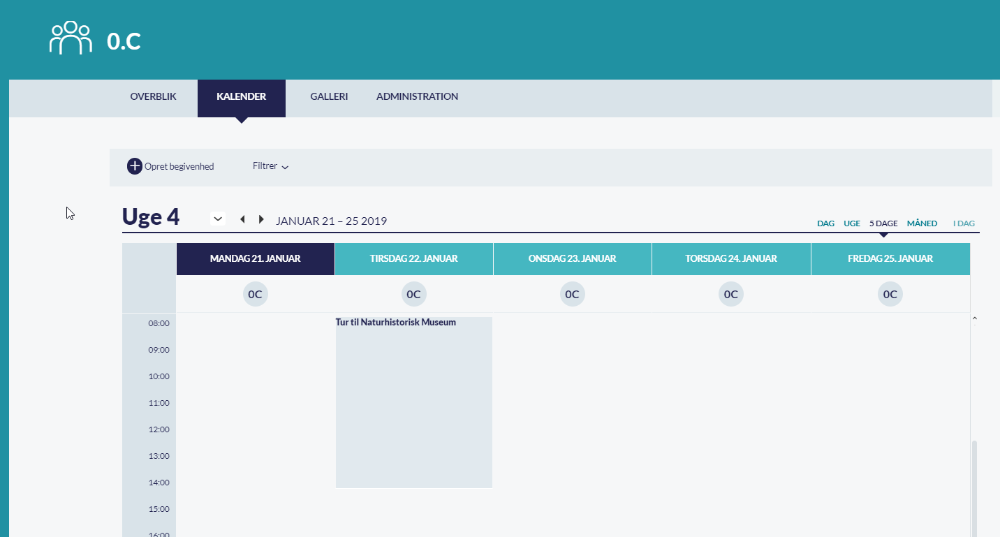 0.C
OVERBLIK KALENDER GALLERI ADMINISTRATION
Opret begivenhed Filtrer
Uge 4 JANUAR 21 – 25 2019 DAG UGE 5 DAGE MÅNED I DAG
MANDAG 21. JANUAR TIRSDAG 22. JANUAR ONSDAG 23. JANUAR TORSDAG 24. JANUAR FREDAG 25. JANUAR
0C 0C 0C 0C 0C
08:00 Tur til Naturhistorisk Museum
09:00
10:00
11:00
12:00
13:00
14:00
15:00
16:00